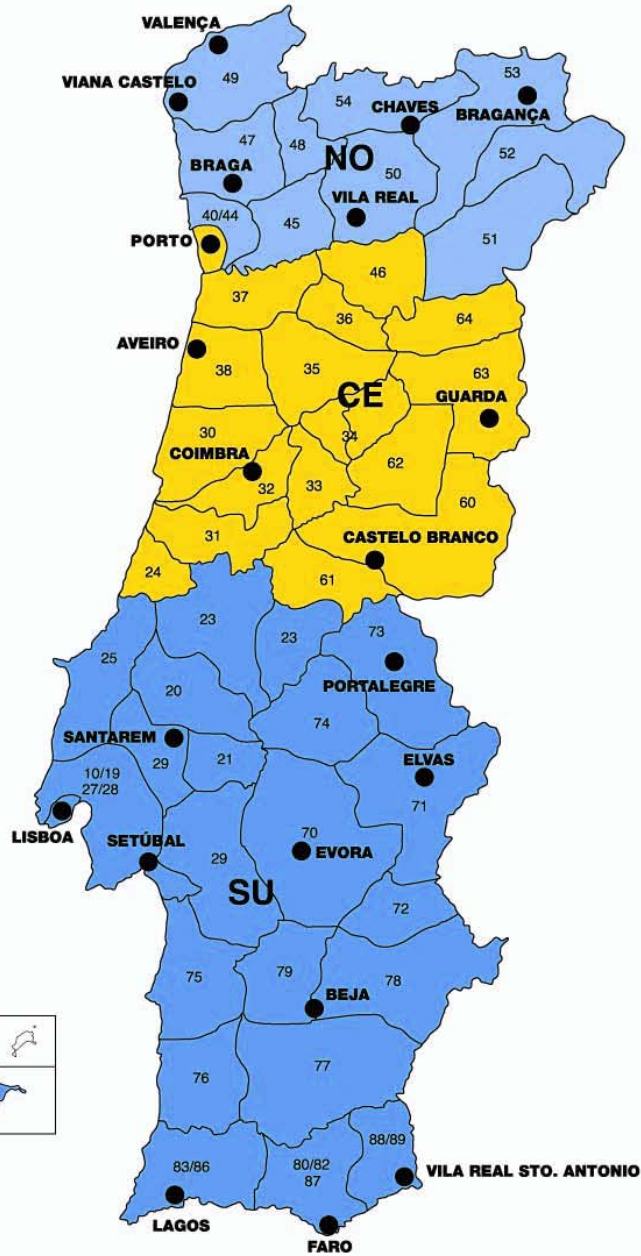 VALENÇA
49
53
VIANA CASTELO
54
CHAVES
BRAGANÇA
47
48
NO
52
BRAGA
50
VILA REAL
40/44
45
51
PORTO
46
37
36
64
AVEIRO
38
35
63
CE
GUARDA
30
34
COIMBRA
62
32
33
60
31
CASTELO BRANCO
24
61
23
23
73
25
20
PORTALEGRE
74
SANTAREM
29
21
ELVAS
10/19
27/28
71
LISBOA
SETÚBAL
70
29
EVORA
SU
72
75
79
78
BEJA
76
77
88/89
83/86
80/82
87
VILA REAL STO. ANTONIO
LAGOS
FARO